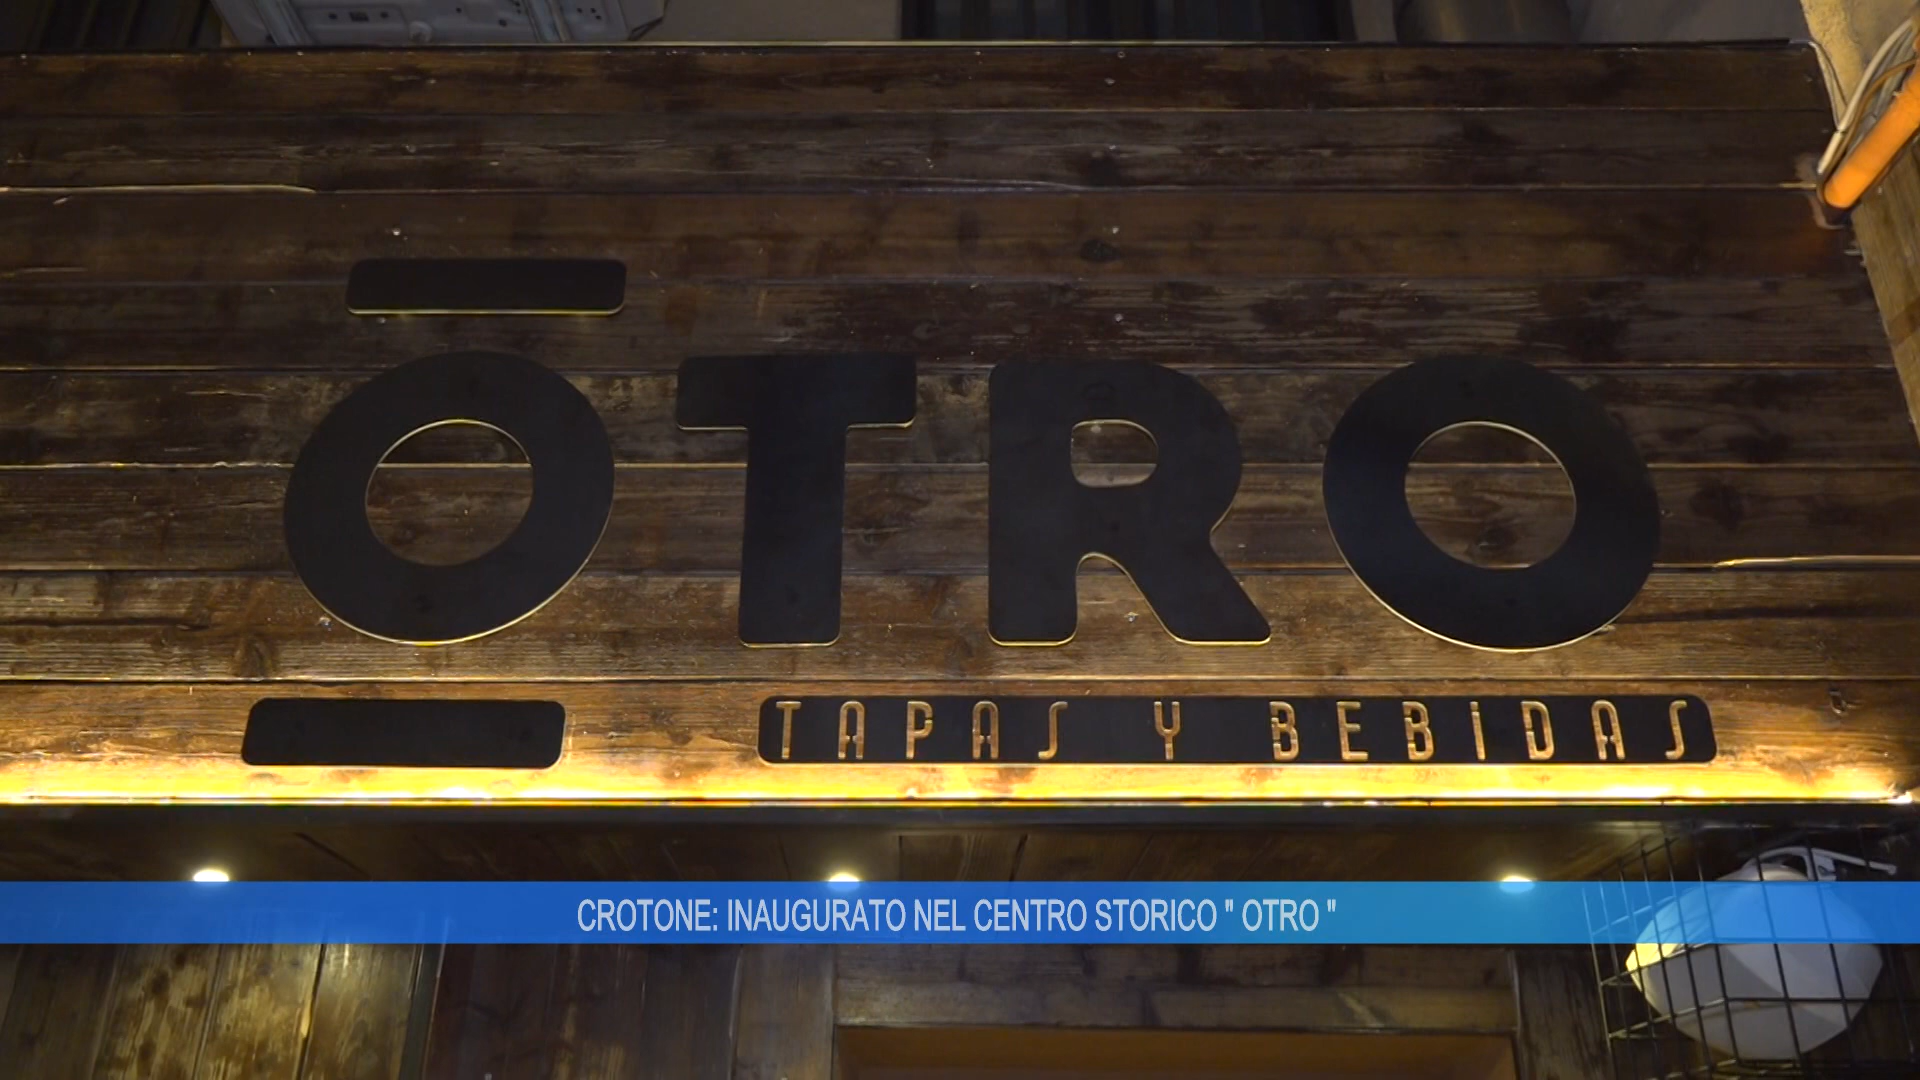 ŌTRO
TAPAS Y BEBiDAS
CROTONE: INAUGURATO NEL CENTRO STORICO " OTRO "